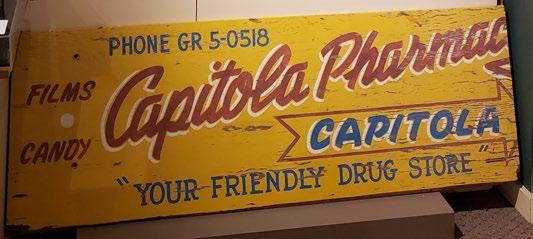 PHONE GR 5-0518
FILMS
CANDY
Capitola Pharmac
CAPITOLA
"YOUR FRIENDLY DRUG STORE"